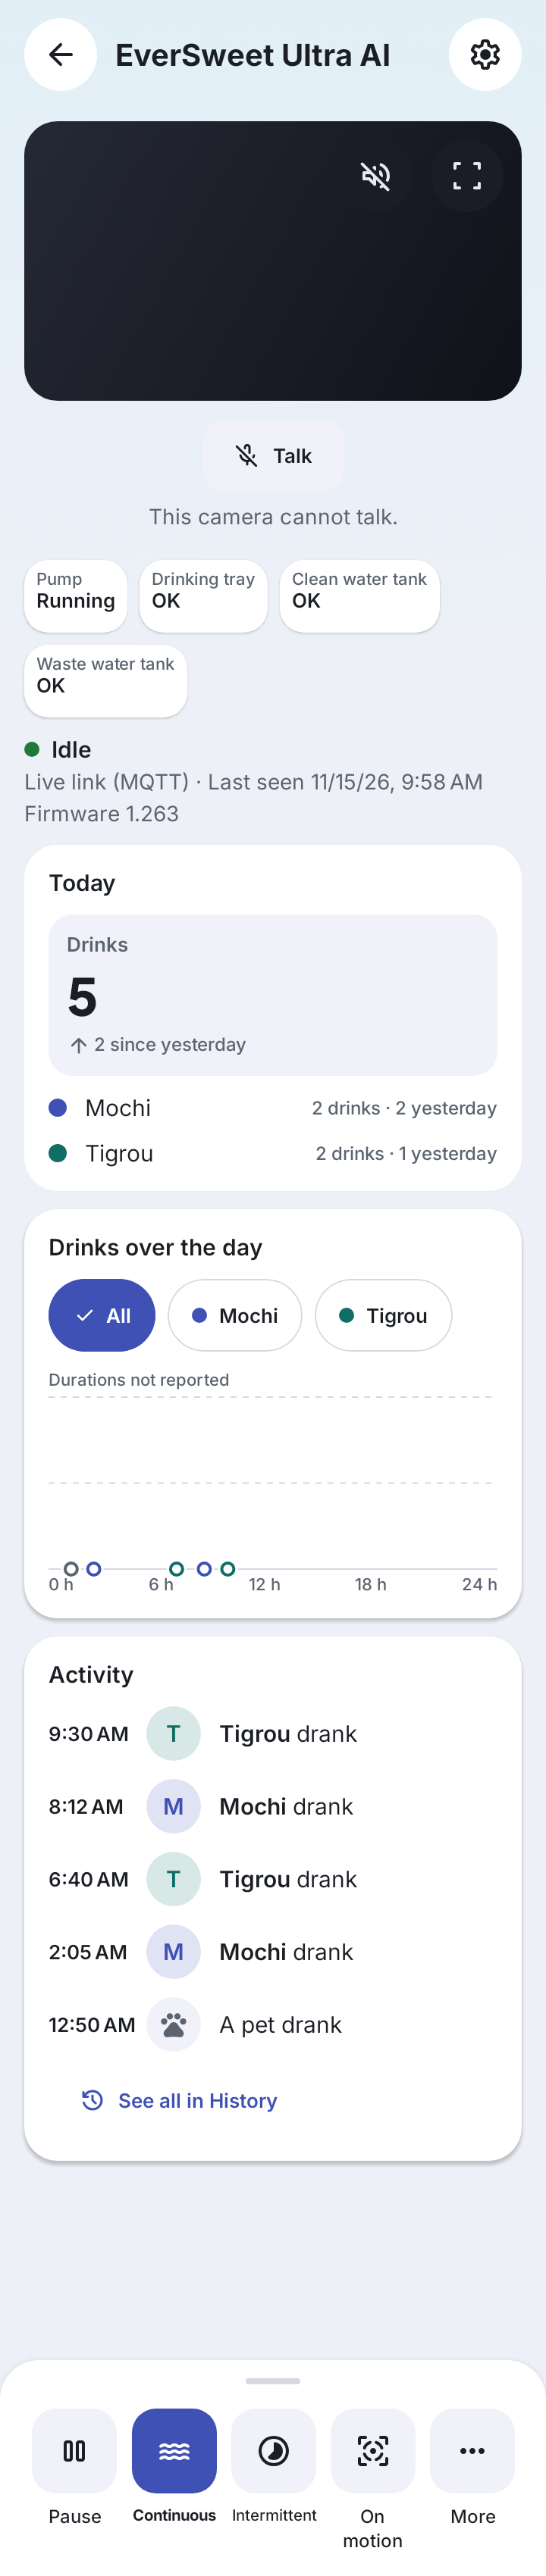 EverSweet Ultra AI
Talk
This camera cannot talk.
Pump
Running
Drinking tray
OK
Clean water tank
OK
Waste water tank
OK
Idle
Live link (MQTT) · Last seen 11/15/26, 9:58 AM
Firmware 1.263
Today
Drinks
5
↑ 2 since yesterday
Mochi 2 drinks · 2 yesterday
Tigrou 2 drinks · 1 yesterday
Drinks over the day
All Mochi Tigrou
Durations not reported
0 h 6 h 12 h 18 h 24 h
Activity
9:30 AM T Tigrou drank
8:12 AM M Mochi drank
6:40 AM T Tigrou drank
2:05 AM M Mochi drank
12:50 AM A pet drank
See all in History
Pause Continuous Intermittent On motion More